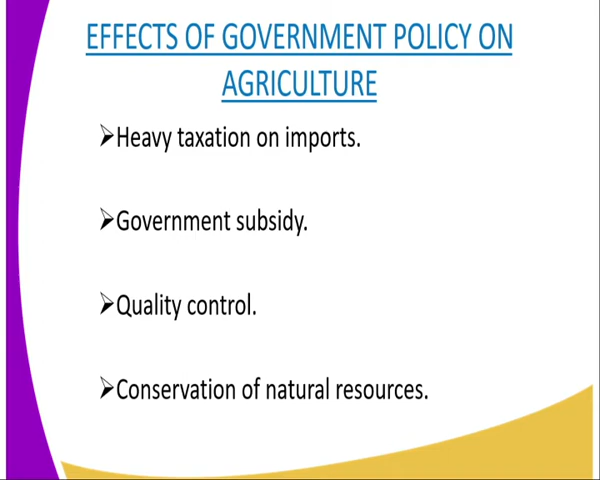 EFFECTS OF GOVERNMENT POLICY ON
AGRICULTURE
➢Heavy taxation on imports.
➢Government subsidy.
➢Quality control.
➢Conservation of natural resources.